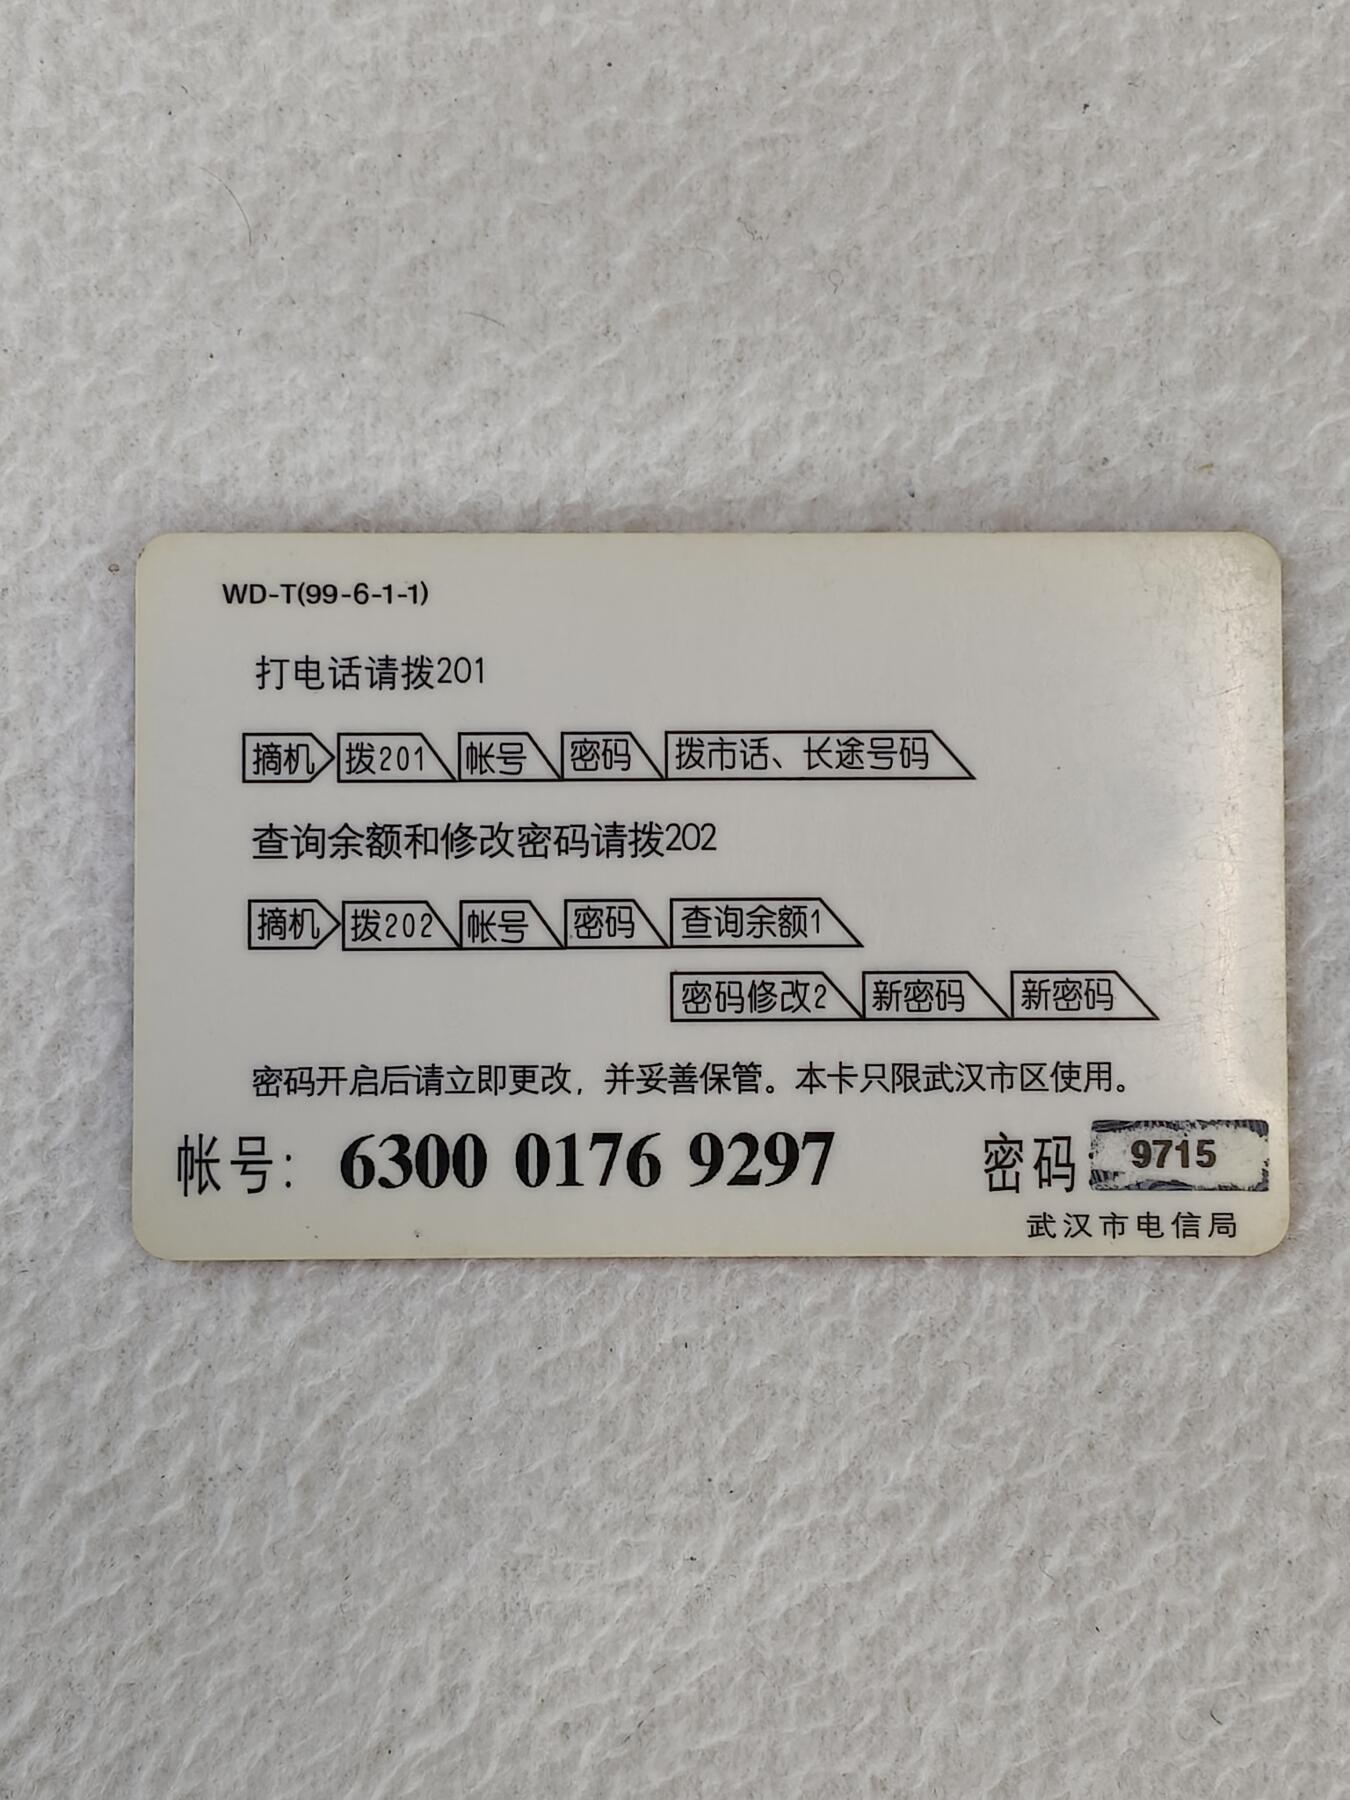 WD-T(99-6-1-1)
打电话请拨201
摘机 拨201 帐号 密码 拨市话、长途号码
查询余额和修改密码请拨202
摘机 拨202 帐号 密码 查询余额1
密码修改2 新密码 新密码
密码开启后请立即更改，并妥善保管。本卡只限武汉市区使用。
帐号：6300 0176 9297 密码 9715
武汉市电信局